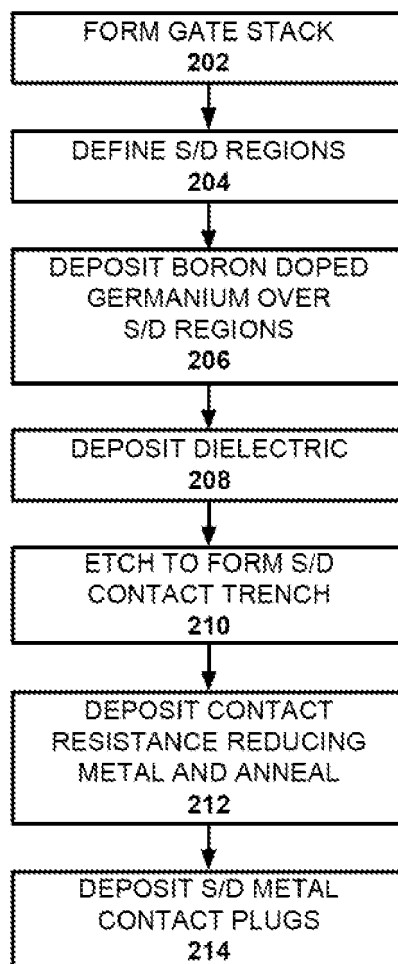 FORM GATE STACK
202
DEFINE S/D REGIONS
204
DEPOSIT BORON DOPED
GERMANIUM OVER
S/D REGIONS
206
DEPOSIT DIELECTRIC
208
ETCH TO FORM S/D
CONTACT TRENCH
210
DEPOSIT CONTACT
RESISTANCE REDUCING
METAL AND ANNEAL
212
DEPOSIT S/D METAL
CONTACT PLUGS
214